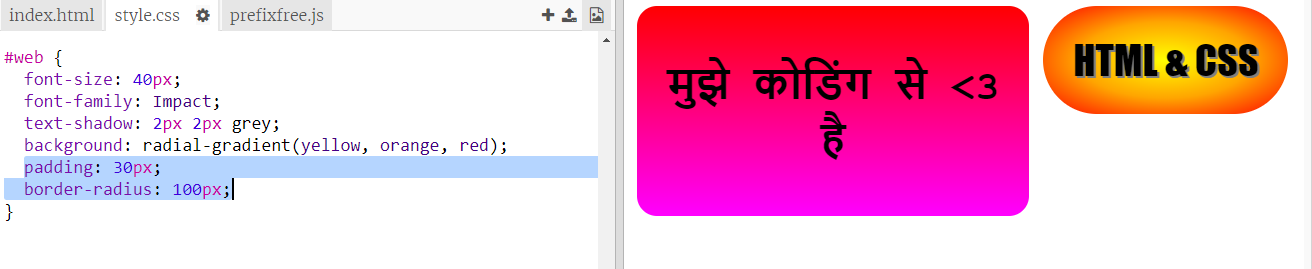 index.html style.css prefixfree.js
#web {
font-size: 40px;
font-family: Impact;
text-shadow: 2px 2px grey;
background: radial-gradient(yellow, orange, red);
padding: 30px;
border-radius: 100px;
}
मुझे कोडिंग से <3
है
HTML & CSS